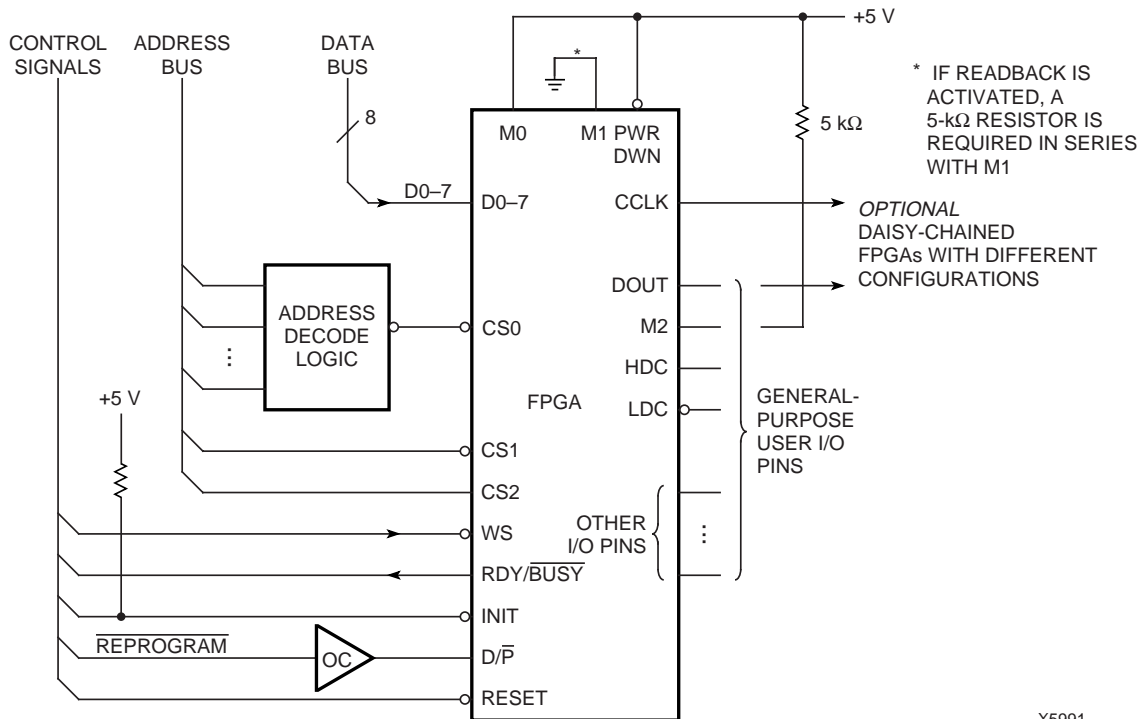 +5 V
CONTROL
SIGNALS
ADDRESS
BUS
DATA
BUS
8
*
* IF READBACK IS
ACTIVATED, A
5-kΩ RESISTOR IS
REQUIRED IN SERIES
WITH M1
5 kΩ
M0
M1 PWR
DWN
D0–7
D0–7
CCLK
OPTIONAL
DAISY-CHAINED
FPGAs WITH DIFFERENT
CONFIGURATIONS
DOUT
ADDRESS
DECODE
LOGIC
...
CS0
M2
HDC
+5 V
FPGA
LDC
GENERAL-
PURPOSE
USER I/O
PINS
CS1
CS2
OTHER
I/O PINS
...
WS
RDY/BUSY
INIT
REPROGRAM
OC
D/P
RESET
X5991